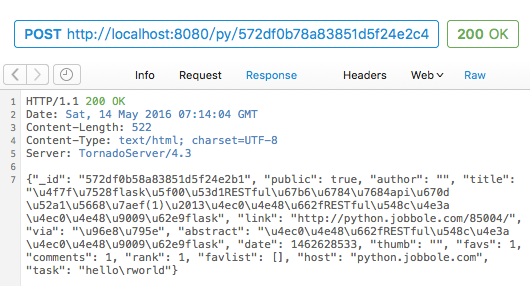 POST http://localhost:8080/py/572df0b78a83851d5f24e2c4
200 OK
Info Request Response Headers Web Raw
1 HTTP/1.1 200 OK
2 Date: Sat, 14 May 2016 07:14:04 GMT
3 Content-Length: 522
4 Content-Type: text/html; charset=UTF-8
5 Server: TornadoServer/4.3
6
7 {"_id": "572df0b58a83851d5f24e2b1", "public": true, "author": "", "title":
"\u4f7f\u7528flask\u5f00\u53d1RESTful\u67b6\u6784\u7684api\u670d
\u52a1\u5668\u7aef(1)\u2013\u4ec0\u4e48\u662fRESTful\u548c\u4e3a
\u4ec0\u4e48\u9009\u62e9flask", "link": "http://python.jobbole.com/85004/",
"via": "\u96e8\u795e", "abstract": "\u4ec0\u4e48\u662fRESTful\u548c\u4e3a
\u4ec0\u4e48\u9009\u62e9flask", "date": 1462628533, "thumb": "", "favs": 1,
"comments": 1, "rank": 1, "favlist": [], "host": "python.jobbole.com",
"task": "hello\rworld"}